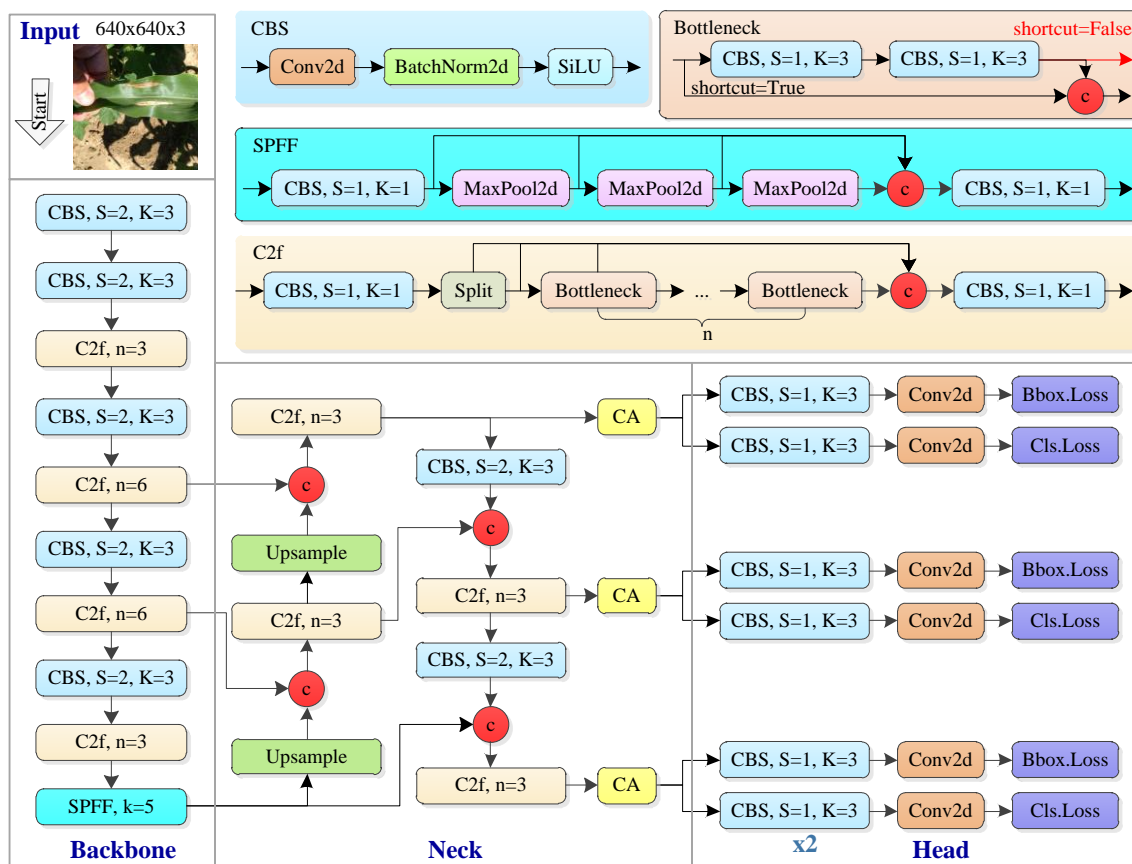 Input 640x640x3
Start
CBS
Conv2d BatchNorm2d SiLU
Bottleneck
shortcut=False
CBS, S=1, K=3 CBS, S=1, K=3
shortcut=True
c
SPFF
CBS, S=1, K=1 MaxPool2d MaxPool2d MaxPool2d c CBS, S=1, K=1
C2f
CBS, S=1, K=1 Split Bottleneck ... Bottleneck c CBS, S=1, K=1
n
CBS, S=2, K=3
CBS, S=2, K=3
C2f, n=3
CBS, S=2, K=3
C2f, n=6
CBS, S=2, K=3
C2f, n=6
CBS, S=2, K=3
C2f, n=3
SPFF, k=5
Backbone
C2f, n=3
c
Upsample
C2f, n=3
c
Upsample
CBS, S=2, K=3
c
C2f, n=3
CBS, S=2, K=3
c
C2f, n=3
CA
CA
CA
Neck
CBS, S=1, K=3 Conv2d Bbox.Loss
CBS, S=1, K=3 Conv2d Cls.Loss
CBS, S=1, K=3 Conv2d Bbox.Loss
CBS, S=1, K=3 Conv2d Cls.Loss
CBS, S=1, K=3 Conv2d Bbox.Loss
CBS, S=1, K=3 Conv2d Cls.Loss
x2 Head